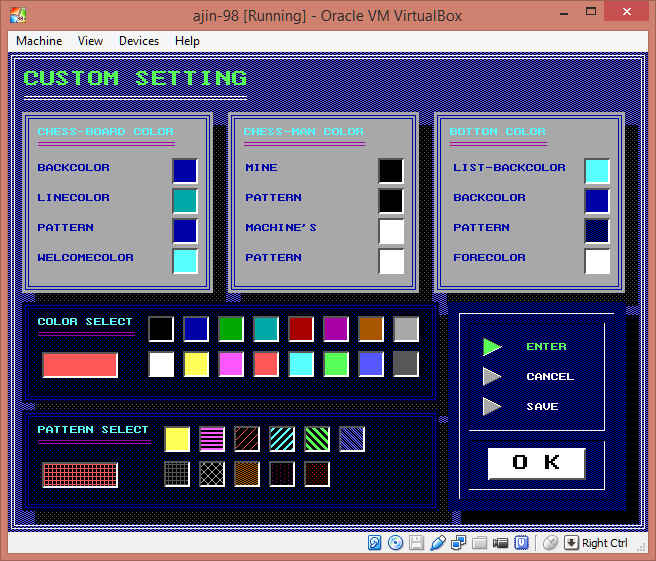 ajin-98 [Running] - Oracle VM VirtualBox
Machine View Devices Help
CUSTOM SETTING
CHESS-BOARD COLOR
BACKCOLOR
LINECOLOR
PATTERN
WELCOMECOLOR
CHESS-MAN COLOR
MINE
PATTERN
MACHINE'S
PATTERN
BOTTON COLOR
LIST-BACKCOLOR
BACKCOLOR
PATTERN
FORECOLOR
COLOR SELECT
PATTERN SELECT
ENTER
CANCEL
SAVE
O K
Right Ctrl